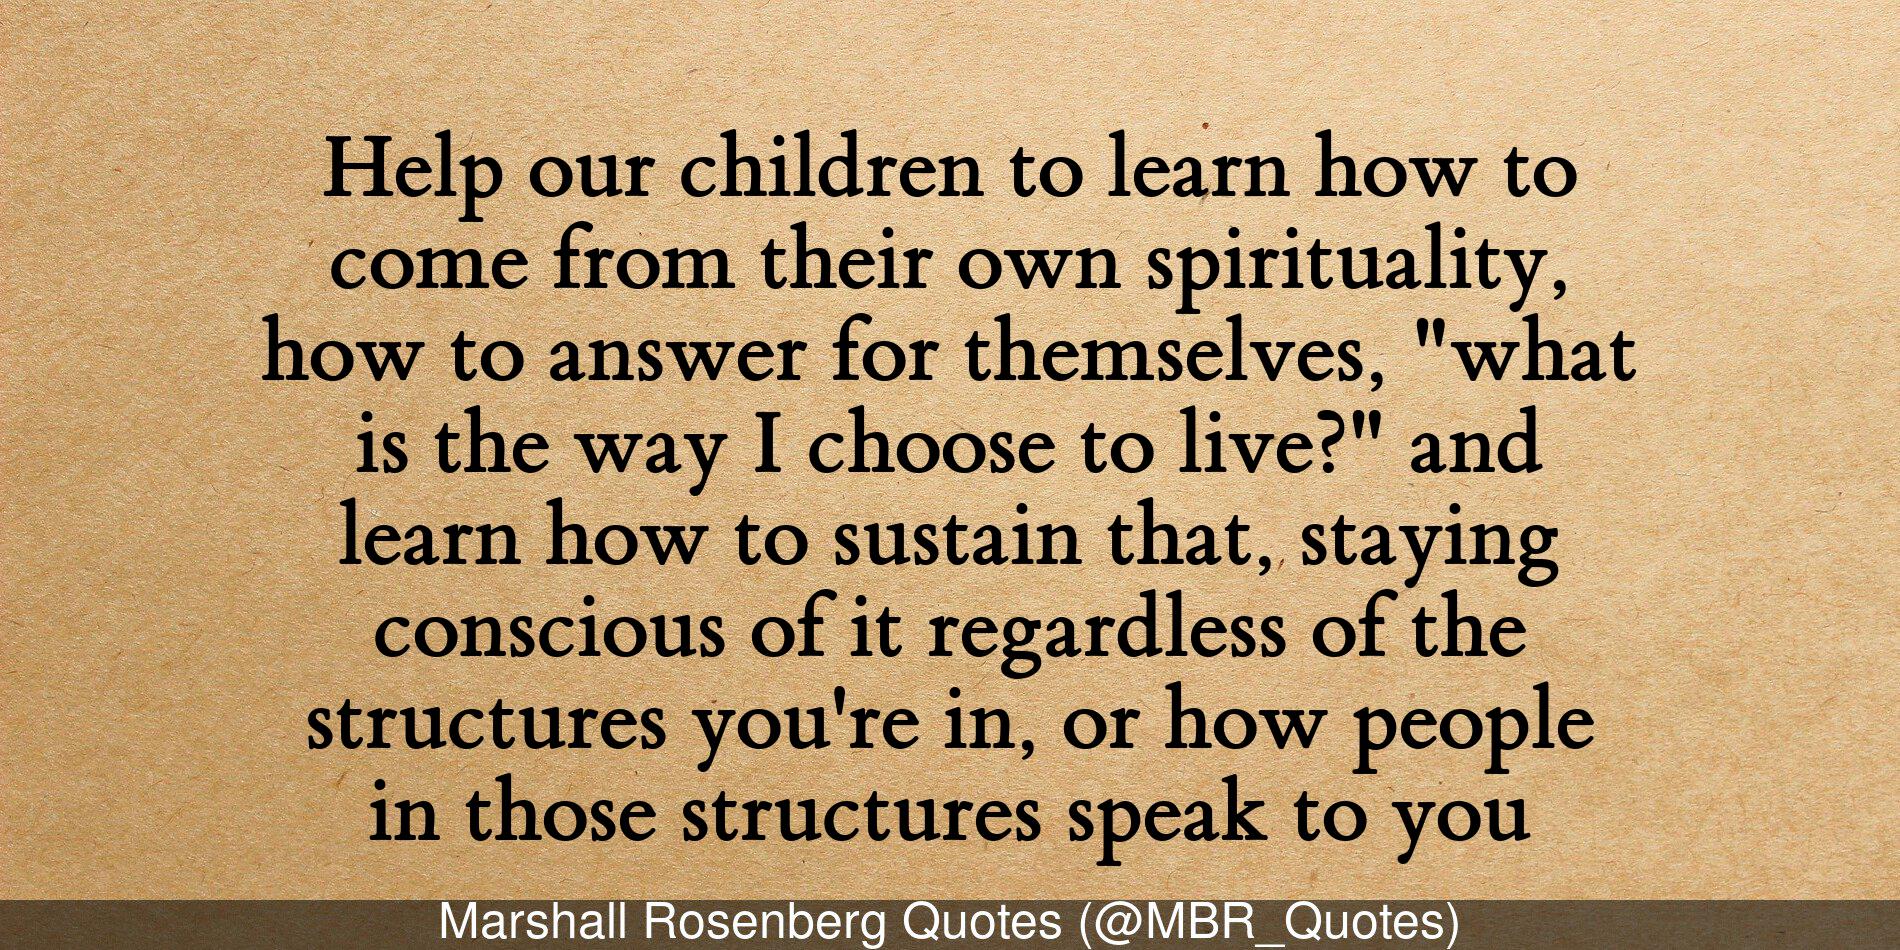 Help our children to learn how to
come from their own spirituality,
how to answer for themselves, "what
is the way I choose to live?" and
learn how to sustain that, staying
conscious of it regardless of the
structures you're in, or how people
in those structures speak to you
Marshall Rosenberg Quotes (@MBR_Quotes)